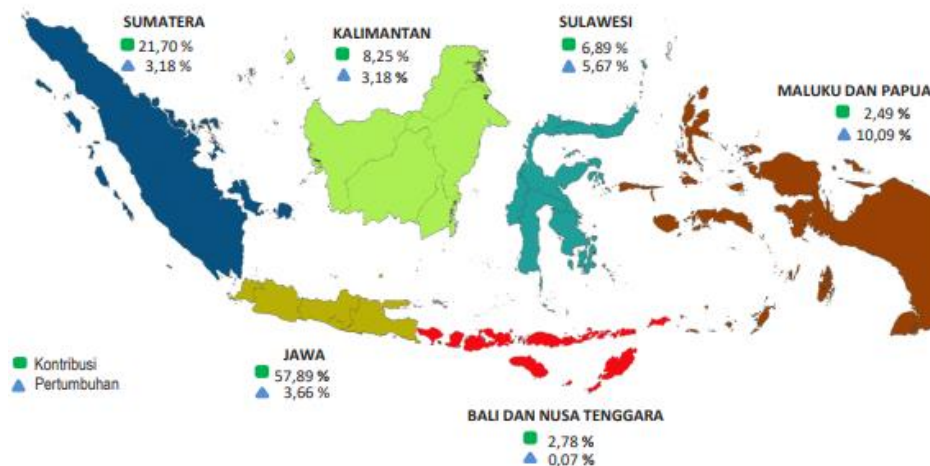 SUMATERA
21,70 %
3,18 %
KALIMANTAN
8,25 %
3,18 %
SULAWESI
6,89 %
5,67 %
MALUKU DAN PAPUA
2,49 %
10,09 %
Kontribusi
Pertumbuhan
JAWA
57,89 %
3,66 %
BALI DAN NUSA TENGGARA
2,78 %
0,07 %